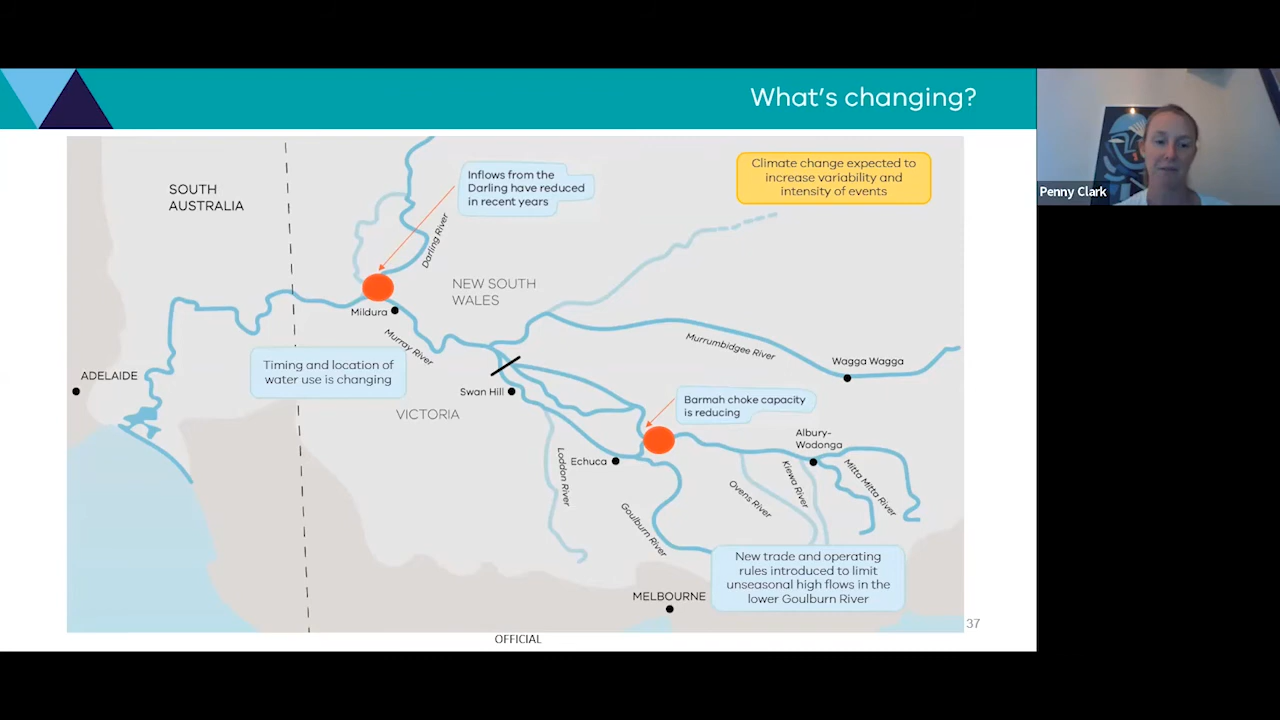 What's changing?
Penny Clark
SOUTH
AUSTRALIA
Inflows from the
Darling have reduced
in recent years
Climate change expected to
increase variability and
intensity of events
Darling River
NEW SOUTH
WALES
Mildura
Murray River
Murrumbidgee River
Wagga Wagga
Timing and location of
water use is changing
ADELAIDE
Swan Hill
VICTORIA
Barmah choke capacity
is reducing
Albury-
Wodonga
Echuca
Loddon River
Goulburn River
Ovens River
Kiewa River
Mitta Mitta River
New trade and operating
rules introduced to limit
unseasonal high flows in the
lower Goulburn River
MELBOURNE
37
OFFICIAL